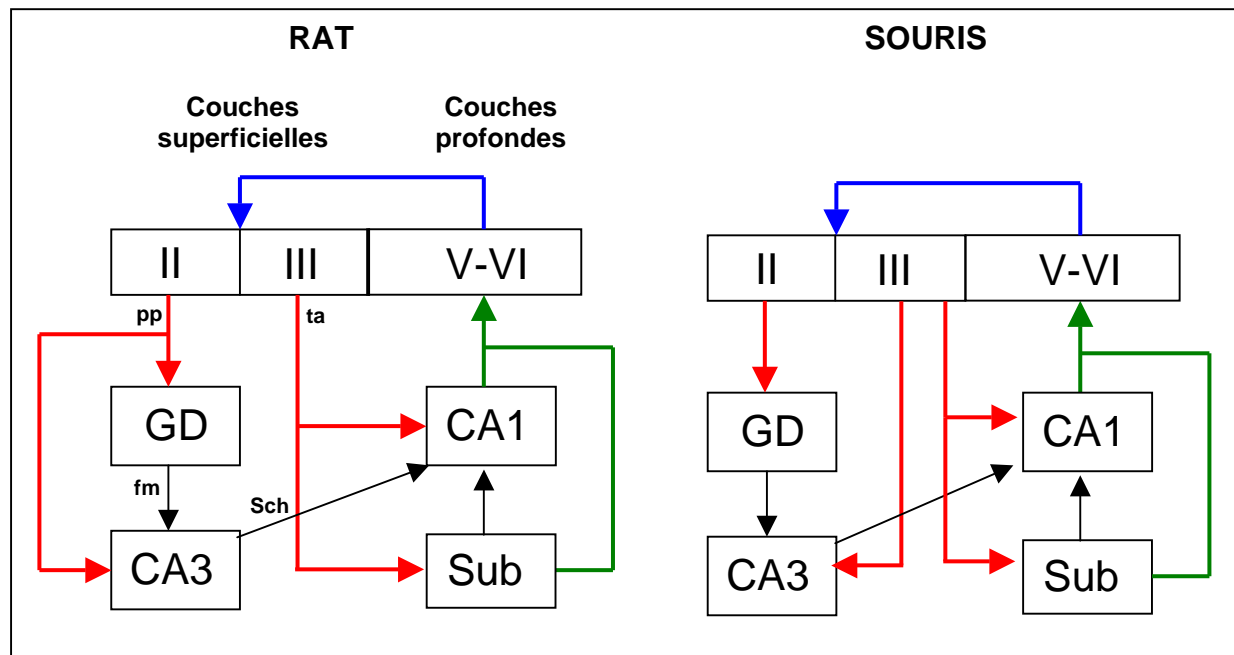 RAT
Couches
superficielles
Couches
profondes
II
III
V-VI
pp
ta
GD
CA1
fm
Sch
CA3
Sub
SOURIS
II
III
V-VI
GD
CA1
CA3
Sub